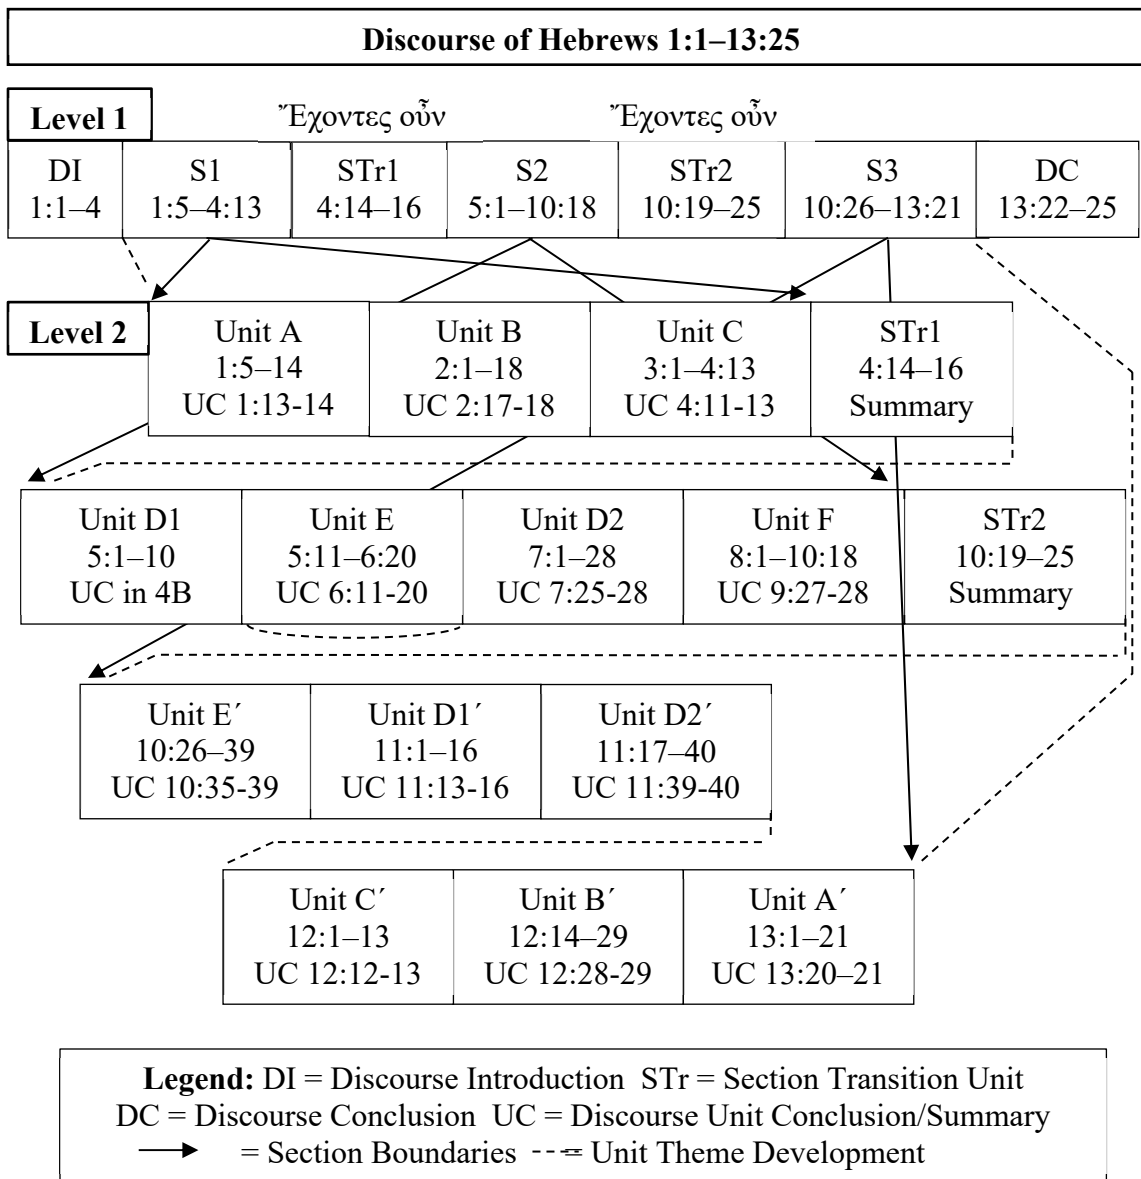 Discourse of Hebrews 1:1–13:25
Level 1
Ἔχοντες οὖν
Ἔχοντες οὖν
DI
1:1–4
S1
1:5–4:13
STr1
4:14–16
S2
5:1–10:18
STr2
10:19–25
S3
10:26–13:21
DC
13:22–25
Level 2
Unit A
1:5–14
UC 1:13-14
Unit B
2:1–18
UC 2:17-18
Unit C
3:1–4:13
UC 4:11-13
STr1
4:14–16
Summary
Unit D1
5:1–10
UC in 4B
Unit E
5:11–6:20
UC 6:11-20
Unit D2
7:1–28
UC 7:25-28
Unit F
8:1–10:18
UC 9:27-28
STr2
10:19–25
Summary
Unit E´
10:26–39
UC 10:35-39
Unit D1´
11:1–16
UC 11:13-16
Unit D2´
11:17–40
UC 11:39-40
Unit C´
12:1–13
UC 12:12-13
Unit B´
12:14–29
UC 12:28-29
Unit A´
13:1–21
UC 13:20–21
Legend: DI = Discourse Introduction STr = Section Transition Unit
DC = Discourse Conclusion UC = Discourse Unit Conclusion/Summary
= Section Boundaries = Unit Theme Development